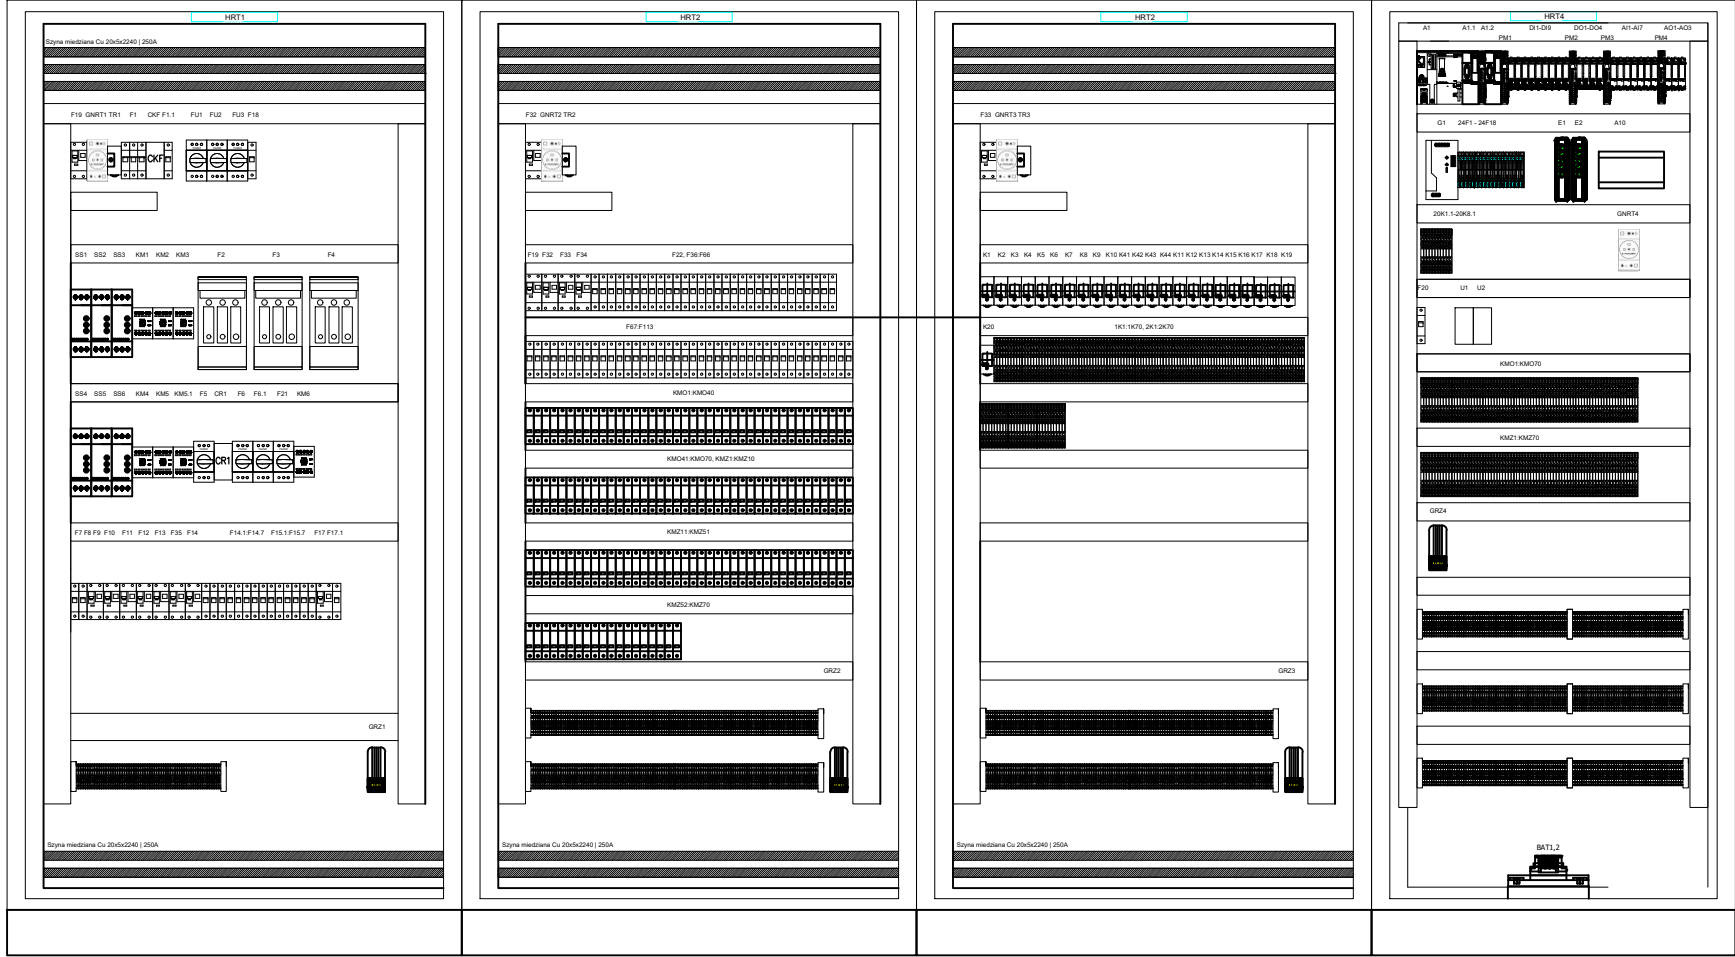 HRT1
Szyna miedziana Cu 20x5x2240 | 250A
F19 GNRT1 TR1 F1 CKF F1.1 FU1 FU2 FU3 F18
CKF
SS1 SS2 SS3 KM1 KM2 KM3 F2 F3 F4
SS4 SS5 SS6 KM4 KM5 KM5.1 F5 CR1 F6 F6.1 F21 KM6
CR1
F7 F8 F9 F10 F11 F12 F13 F35 F14 F14.1:F14.7 F15.1:F15.7 F17 F17.1
GRZ1
Szyna miedziana Cu 20x5x2240 | 250A
HRT2
F32 GNRT2 TR2
F19 F32 F33 F34 F22, F36:F66
F67:F113
KMO1:KMO40
KMO41:KMO70, KMZ1:KMZ10
KMZ11:KMZ51
KMZ52:KMZ70
GRZ2
Szyna miedziana Cu 20x5x2240 | 250A
HRT2
F33 GNRT3 TR3
K1 K2 K3 K4 K5 K6 K7 K8 K9 K10 K41 K42 K43 K44 K11 K12 K13 K14 K15 K16 K17 K18 K19
K20 1K1:1K70, 2K1:2K70
GRZ3
Szyna miedziana Cu 20x5x2240 | 250A
HRT4
A1 A1.1 A1.2 DI1-DI9 DO1-DO4 AI1-AI7 AO1-AO3
PM1 PM2 PM3 PM4
G1 24F1 - 24F18 E1 E2 A10
20K1.1-20K8.1 GNRT4
F20 U1 U2
KMO1:KMO70
KMZ1:KMZ70
GRZ4
BAT1,2